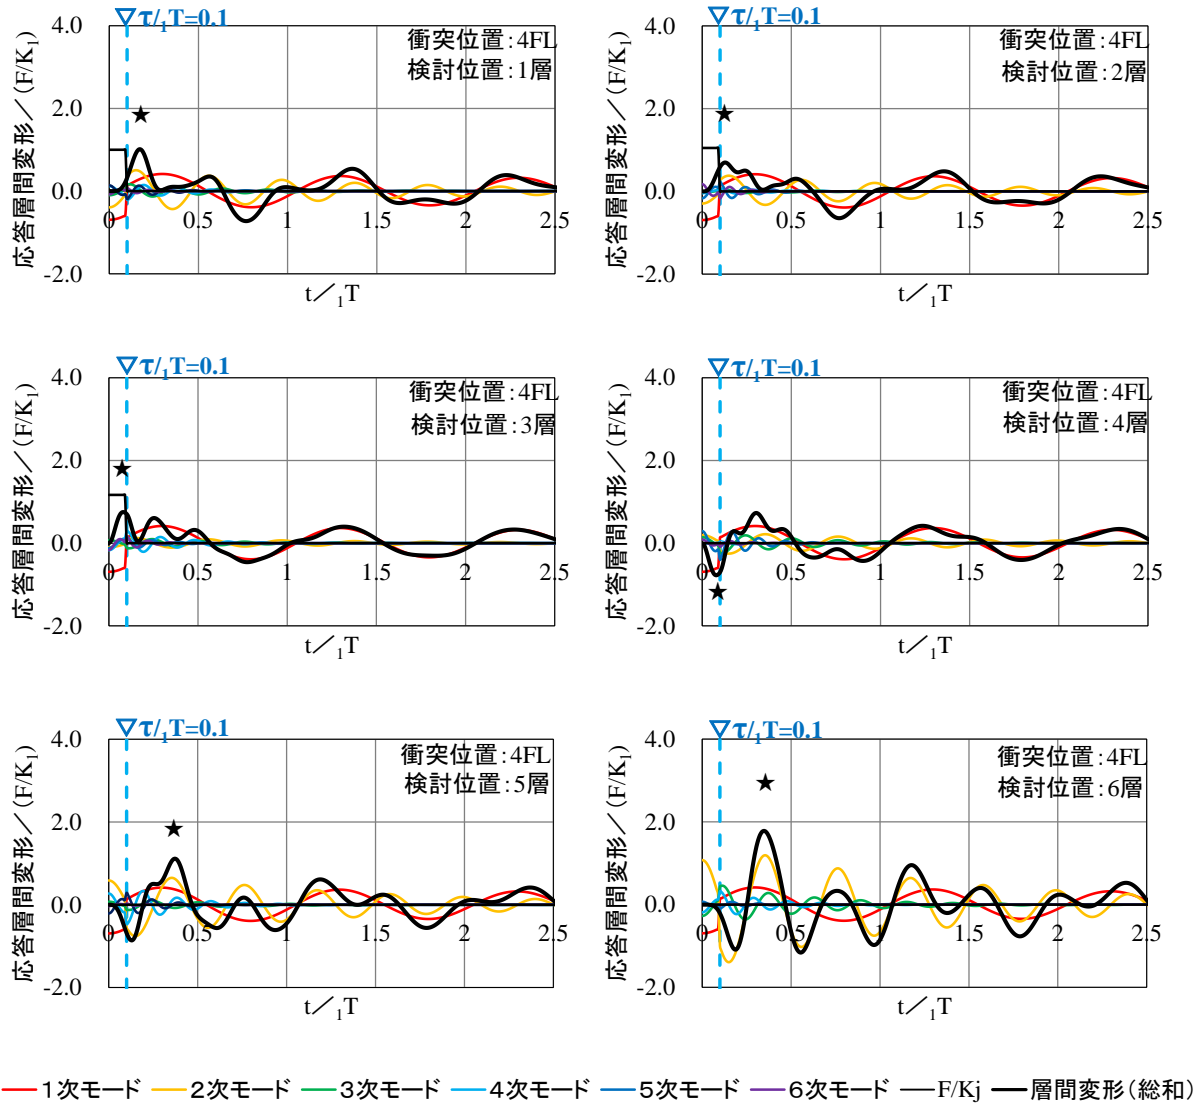 ▽τ/₁T=0.1
4.0
2.0
0.0
-2.0
0
0.5
1
1.5
2
2.5
応答層間変形／(F/K₁)
t／₁T
衝突位置：4FL
検討位置：1層
★
▽τ/₁T=0.1
4.0
2.0
0.0
-2.0
0
0.5
1
1.5
2
2.5
応答層間変形／(F/K₁)
t／₁T
衝突位置：4FL
検討位置：2層
★
▽τ/₁T=0.1
4.0
2.0
0.0
-2.0
0
0.5
1
1.5
2
2.5
応答層間変形／(F/K₁)
衝突位置：4FL
検討位置：3層
★
▽τ/₁T=0.1
4.0
2.0
0.0
-2.0
0
0.5
1
1.5
2
2.5
応答層間変形／(F/K₁)
衝突位置：4FL
検討位置：4層
★
▽τ/₁T=0.1
4.0
2.0
0.0
-2.0
0
0.5
1
1.5
2
2.5
応答層間変形／(F/K₁)
t／₁T
衝突位置：4FL
検討位置：5層
★
▽τ/₁T=0.1
4.0
2.0
0.0
-2.0
0
0.5
1
1.5
2
2.5
応答層間変形／(F/K₁)
t／₁T
衝突位置：4FL
検討位置：6層
★
1次モード 2次モード 3次モード 4次モード 5次モード 6次モード F/Kj 層間変形（総和）